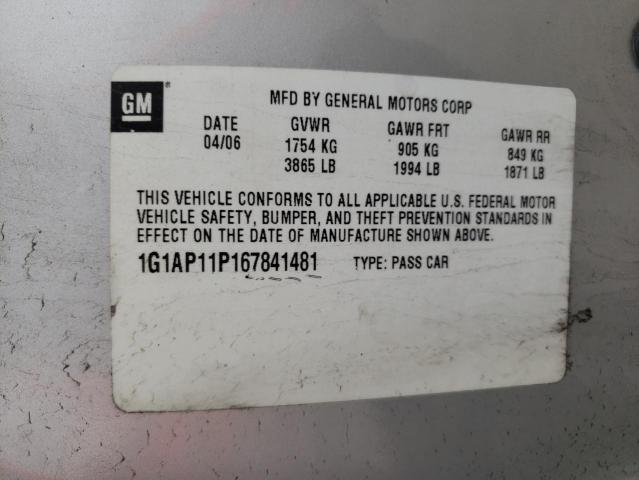 GM
MFD BY GENERAL MOTORS CORP
DATE GVWR GAWR FRT GAWR RR
04/06 1754 KG 905 KG 849 KG
3865 LB 1994 LB 1871 LB
THIS VEHICLE CONFORMS TO ALL APPLICABLE U.S. FEDERAL MOTOR
VEHICLE SAFETY, BUMPER, AND THEFT PREVENTION STANDARDS IN
EFFECT ON THE DATE OF MANUFACTURE SHOWN ABOVE.
1G1AP11P167841481 TYPE: PASS CAR